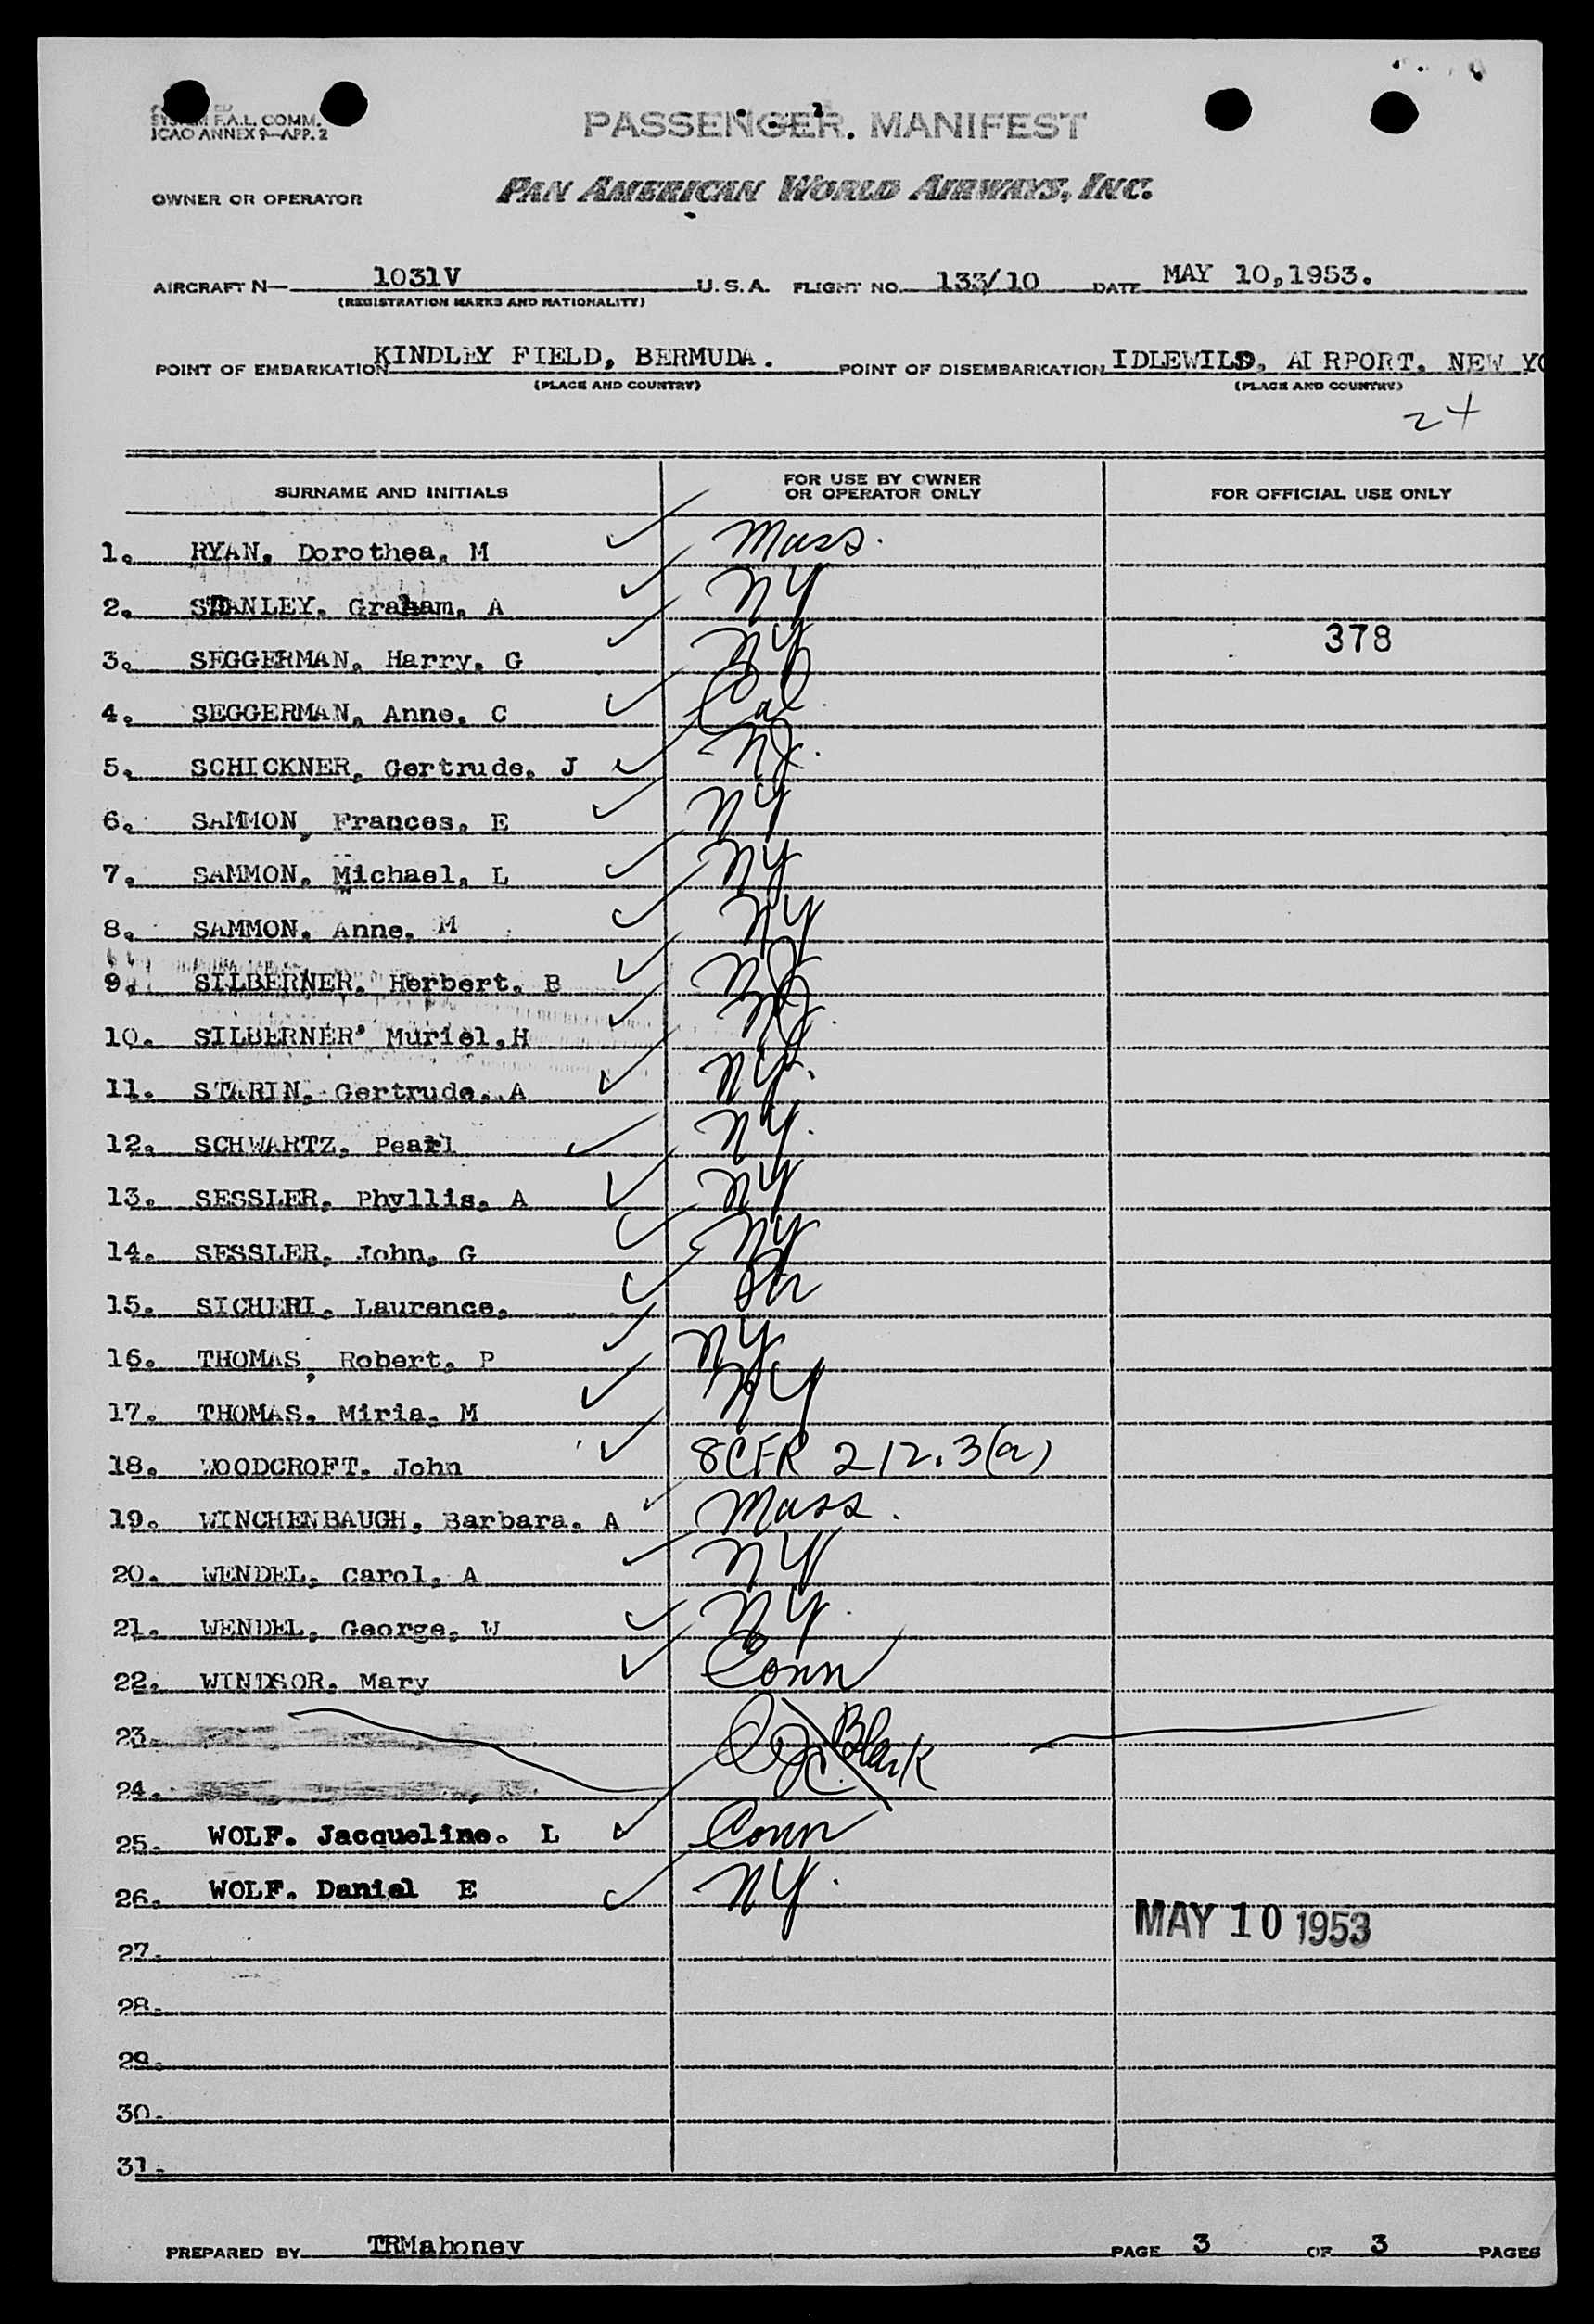 SYSTEM F.A.L. COMM.
ICAO ANNEX 9—APP. 2
PASSENGER MANIFEST
OWNER OR OPERATOR PAN AMERICAN WORLD AIRWAYS, INC.
AIRCRAFT N— 1031V U. S. A. FLIGHT NO. 133/10 DATE MAY 10,1953.
(REGISTRATION MARKS AND NATIONALITY)
POINT OF EMBARKATION KINDLEY FIELD, BERMUDA. POINT OF DISEMBARKATION IDLEWILD, AIRPORT. NEW YO
(PLACE AND COUNTRY) (PLACE AND COUNTRY)
24
SURNAME AND INITIALS FOR USE BY OWNER OR OPERATOR ONLY FOR OFFICIAL USE ONLY
1. RYAN, Dorothea. M ✓ Mass.
2. STANLEY. Graham. A ✓ NY
3. SEGGERMAN. Harry. G ✓ NY 378
4. SEGGERMAN. Anne. C ✓ Cal
5. SCHICKNER, Gertrude. J ✓ NJ.
6. SAMMON, Frances. E ✓ NY
7. SAMMON. Michael. L ✓ NY
8. SAMMON. Anne. M ✓ NY
9. SILBERNER. Herbert. B ✓ NJ
10. SILBERNER' Muriel.H ✓ NJ.
11. STARIN. Gertrude. A ✓ NY.
12. SCHWARTZ. Pearl ✓ NY.
13. SESSLER. Phyllis. A ✓ NY
14. SESSLER. John, G ✓ NY
15. SICHERI. Laurence. ✓
16. THOMAS, Robert. P ✓ NY
17. THOMAS. Miria. M ✓ NY
18. WOODCROFT. John ✓ 8CFR 212.3(a)
19. WINCHENBAUGH. Barbara. A ✓ Mass.
20. WENDEL. Carol. A ✓ NY
21. WENDEL. George. W ✓ NY.
22. WINDSOR. Mary ✓ Conn
23. Black
24.
25. WOLF. Jacqueline. L ✓ Conn
26. WOLF. Daniel E ✓ NY.
MAY 10 1953
27.
28.
29.
30.
31.
PREPARED BY TRMahoney PAGE 3 OF 3 PAGES